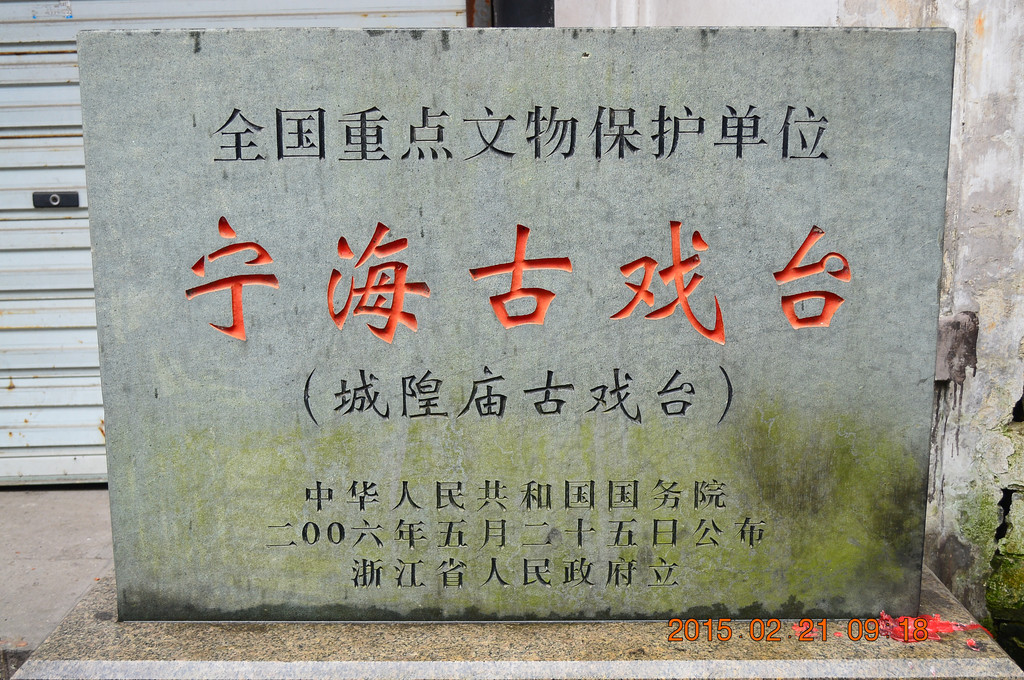 全国重点文物保护单位
宁海古戏台
（城隍庙古戏台）
中华人民共和国国务院
二00六年五月二十五日公布
浙江省人民政府立
2015 02 21 09 18